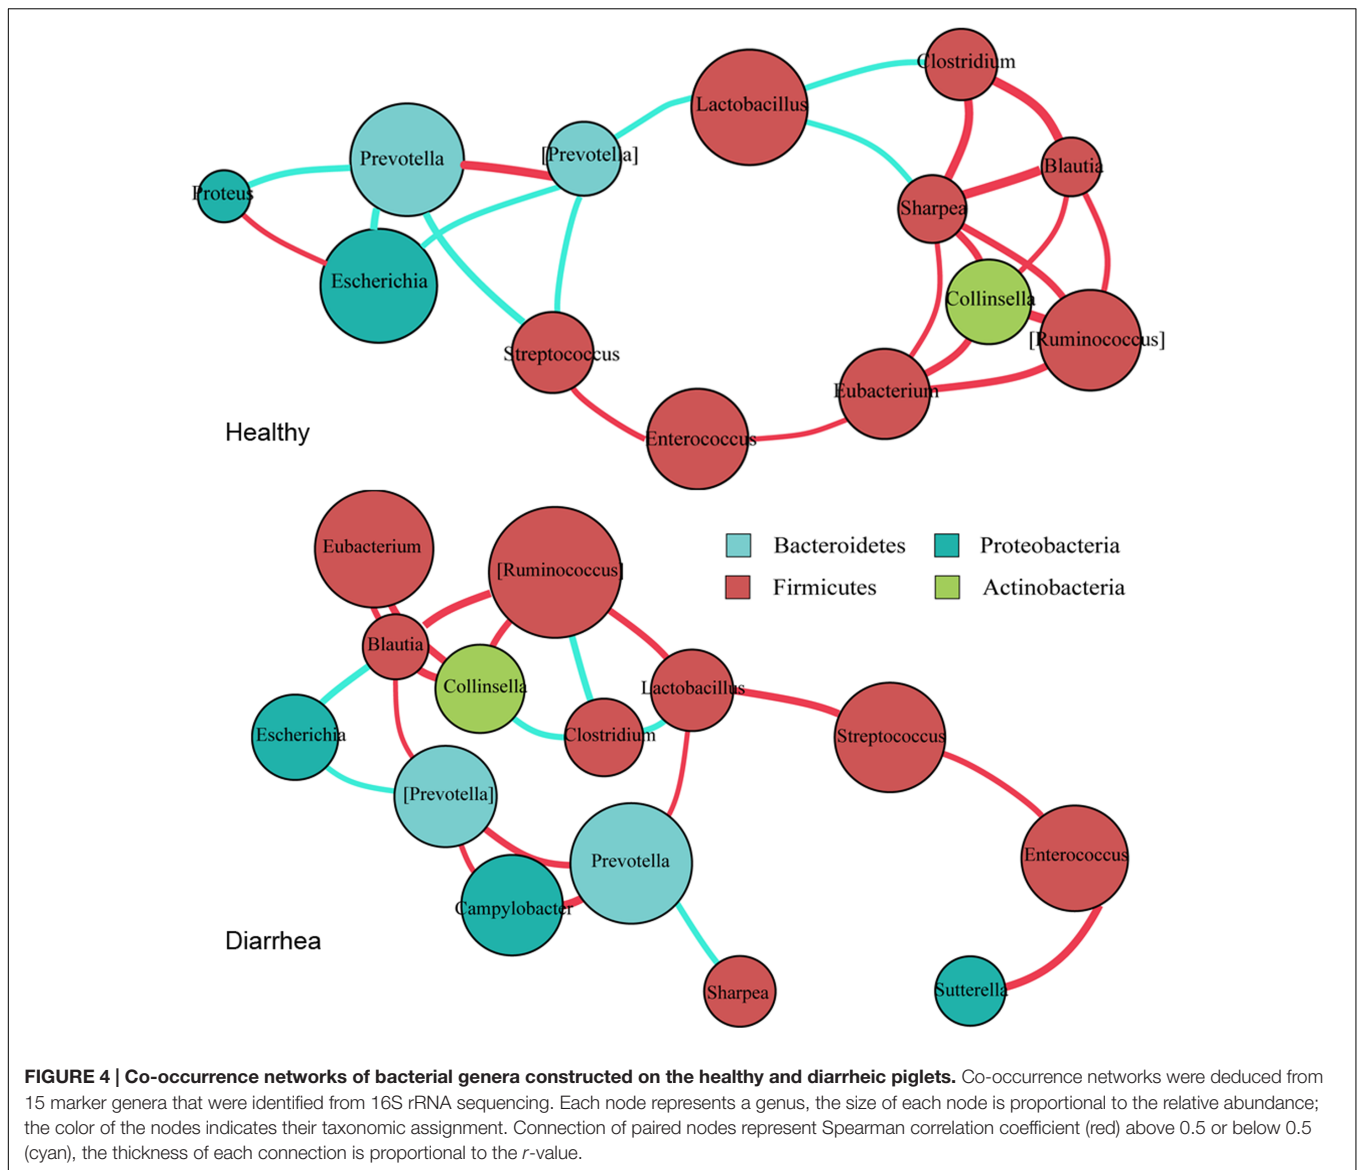 Clostridium
Lactobacillus
Prevotella
[Prevotella]
Blautia
Proteus
Sharpea
Escherichia
Collinsella
[Ruminococcus]
Streptococcus
Eubacterium
Healthy
Enterococcus
Eubacterium
Bacteroidetes
Proteobacteria
[Ruminococcus]
Firmicutes
Actinobacteria
Blautia
Collinsella
Lactobacillus
Escherichia
Clostridium
Streptococcus
[Prevotella]
Prevotella
Enterococcus
Campylobacter
Diarrhea
Sharpea
Sutterella
FIGURE 4 | Co-occurrence networks of bacterial genera constructed on the healthy and diarrheic piglets. Co-occurrence networks were deduced from
15 marker genera that were identified from 16S rRNA sequencing. Each node represents a genus, the size of each node is proportional to the relative abundance;
the color of the nodes indicates their taxonomic assignment. Connection of paired nodes represent Spearman correlation coefficient (red) above 0.5 or below 0.5
(cyan), the thickness of each connection is proportional to the r-value.